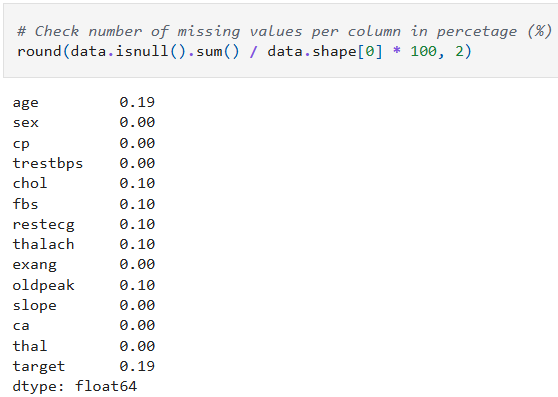 # Check number of missing values per column in percetage (%)
round(data.isnull().sum() / data.shape[0] * 100, 2)
age 0.19
sex 0.00
cp 0.00
trestbps 0.00
chol 0.10
fbs 0.10
restecg 0.10
thalach 0.10
exang 0.00
oldpeak 0.10
slope 0.00
ca 0.00
thal 0.00
target 0.19
dtype: float64